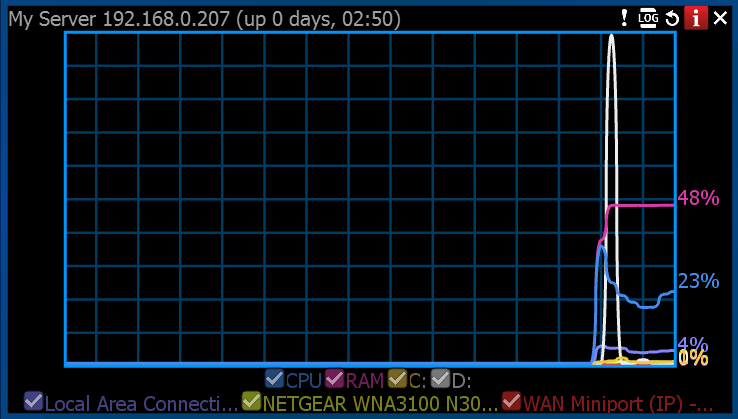 My Server 192.168.0.207 (up 0 days, 02:50) ! LOG i
48%
23%
4%
1%
CPU RAM C: D:
Local Area Connecti... NETGEAR WNA3100 N30... WAN Miniport (IP) -...